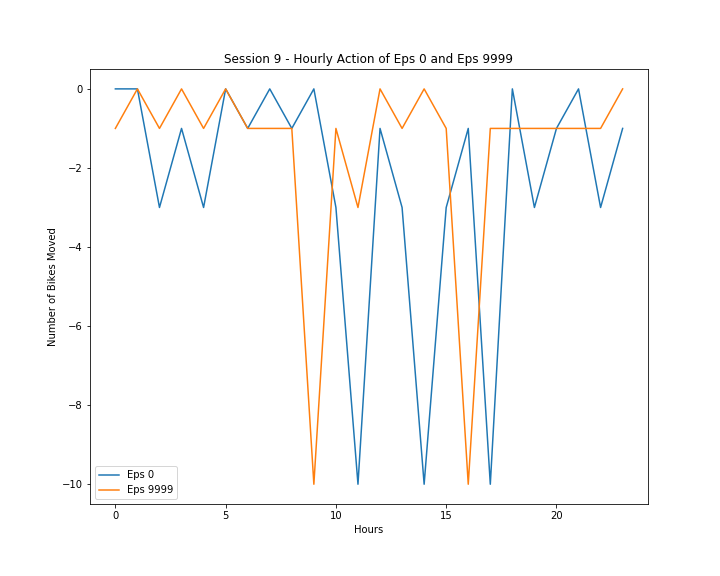 Session 9 - Hourly Action of Eps 0 and Eps 9999
0
−2
−4
−6
−8
−10
Number of Bikes Moved
Eps 0
Eps 9999
0 5 10 15 20
Hours